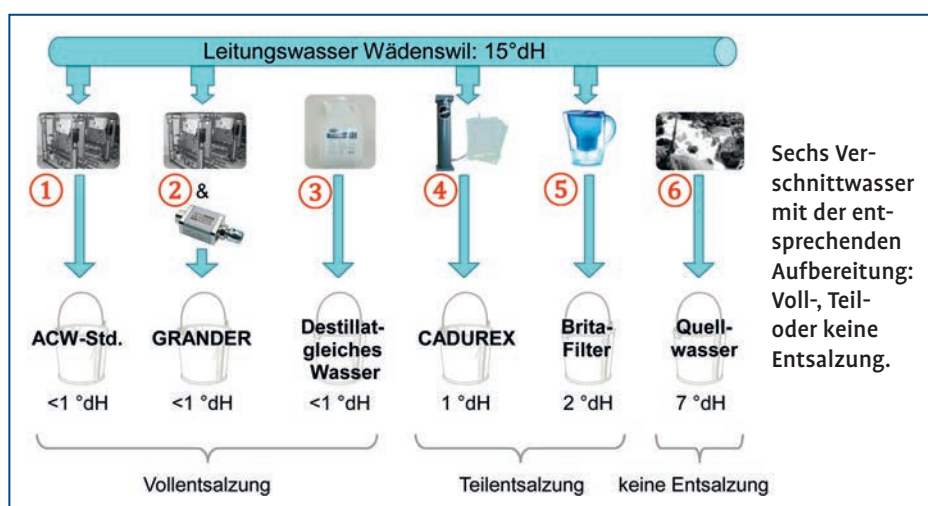 Leitungswasser Wädenswil: 15°dH
1
2
&
3
4
5
6
ACW-Std.
GRANDER
Destillat-
gleiches
Wasser
CADUREX
Brita-
Filter
Quell-
wasser
<1 °dH
<1 °dH
<1 °dH
1 °dH
2 °dH
7 °dH
Vollentsalzung
Teilentsalzung
keine Entsalzung
Sechs Ver-
schnittwasser
mit der ent-
sprechenden
Aufbereitung:
Voll-, Teil-
oder keine
Entsalzung.